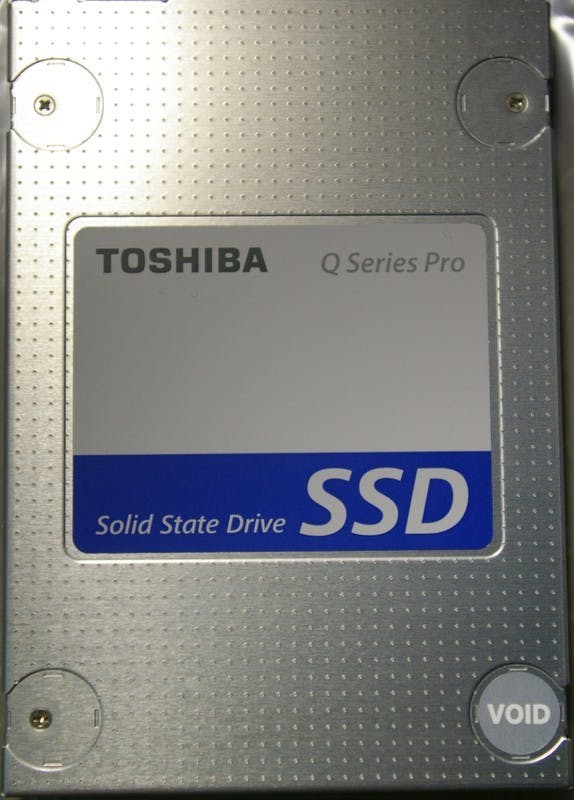 TOSHIBA Q Series Pro
Solid State Drive SSD
VOID